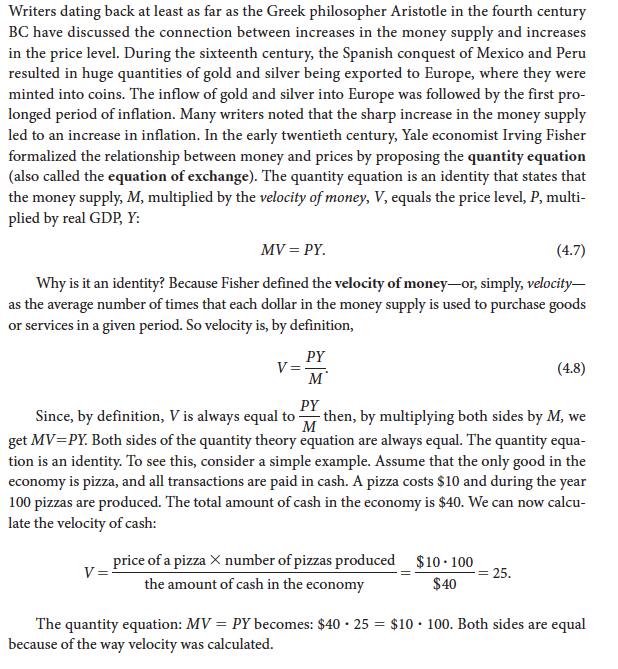 Writers dating back at least as far as the Greek philosopher Aristotle in the fourth century
BC have discussed the connection between increases in the money supply and increases
in the price level. During the sixteenth century, the Spanish conquest of Mexico and Peru
resulted in huge quantities of gold and silver being exported to Europe, where they were
minted into coins. The inflow of gold and silver into Europe was followed by the first pro-
longed period of inflation. Many writers noted that the sharp increase in the money supply
led to an increase in inflation. In the early twentieth century, Yale economist Irving Fisher
formalized the relationship between money and prices by proposing the quantity equation
(also called the equation of exchange). The quantity equation is an identity that states that
the money supply, M, multiplied by the velocity of money, V, equals the price level, P, multi-
plied by real GDP, Y:
MV = PY. (4.7)
Why is it an identity? Because Fisher defined the velocity of money—or, simply, velocity—
as the average number of times that each dollar in the money supply is used to purchase goods
or services in a given period. So velocity is, by definition,
V = PY/M. (4.8)
Since, by definition, V is always equal to PY/M then, by multiplying both sides by M, we
get MV=PY. Both sides of the quantity theory equation are always equal. The quantity equa-
tion is an identity. To see this, consider a simple example. Assume that the only good in the
economy is pizza, and all transactions are paid in cash. A pizza costs $10 and during the year
100 pizzas are produced. The total amount of cash in the economy is $40. We can now calcu-
late the velocity of cash:
V = price of a pizza × number of pizzas produced / the amount of cash in the economy = $10 · 100 / $40 = 25.
The quantity equation: MV = PY becomes: $40 · 25 = $10 · 100. Both sides are equal
because of the way velocity was calculated.